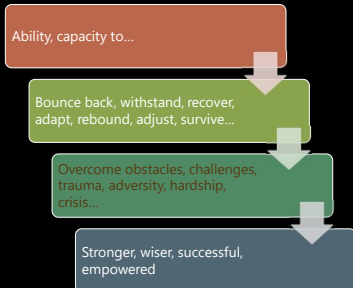 Ability, capacity to...
Bounce back, withstand, recover,
adapt, rebound, adjust, survive...
Overcome obstacles, challenges,
trauma, adversity, hardship,
crisis...
Stronger, wiser, successful,
empowered